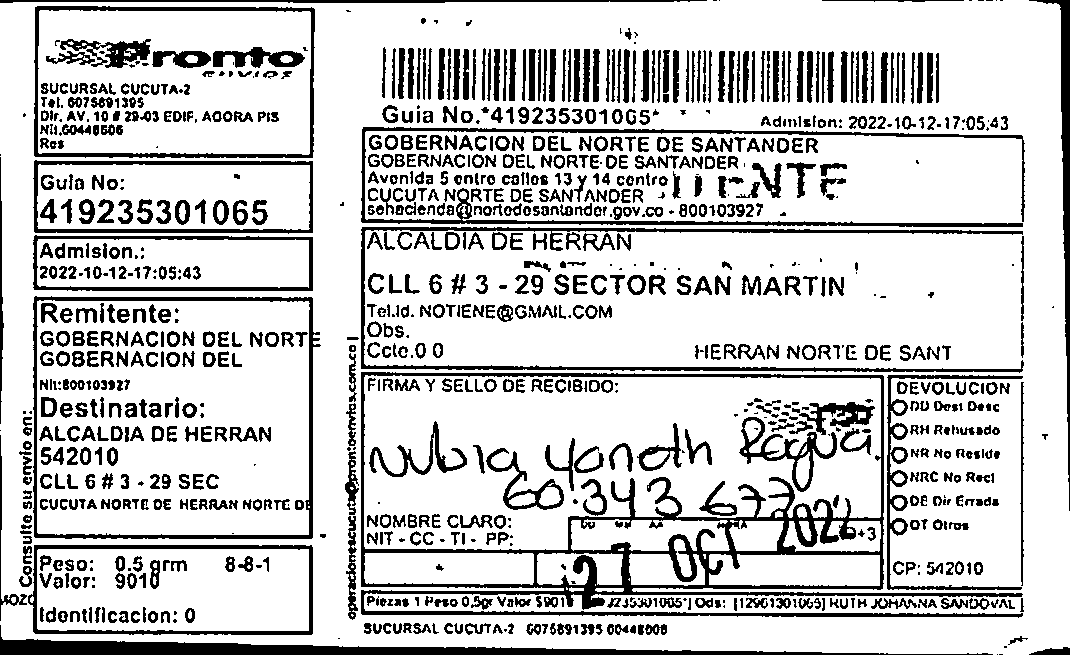 Pronto
ENVIOS
SUCURSAL CUCUTA-2
Tel. 6075891395
Dir. AV. 10 # 29-03 EDIF. AGORA PIS
Nit.60448606
Res
Guia No:
419235301065
Admision.:
2022-10-12-17:05:43
Remitente:
GOBERNACION DEL NORTE
GOBERNACION DEL
Nit:800103927
Destinatario:
ALCALDIA DE HERRAN
542010
CLL 6 # 3 - 29 SEC
CUCUTA NORTE DE HERRAN NORTE DE
Peso: 0.5 grm 8-8-1
Valor: 9010
Identificacion: 0
Consulte su envio en:
operacionescucuta@prontoenvios.com.co
Guia No.*419235301065*
Admision: 2022-10-12-17:05:43
GOBERNACION DEL NORTE DE SANTANDER
GOBERNACION DEL NORTE DE SANTANDER
Avenida 5 entre calles 13 y 14 centro
CUCUTA NORTE DE SANTANDER
sehacienda@nortedesantander.gov.co - 800103927
ALCALDIA DE HERRAN
CLL 6 # 3 - 29 SECTOR SAN MARTIN
Tel.Id. NOTIENE@GMAIL.COM
Obs.
Ccto.0 0 HERRAN NORTE DE SANT
FIRMA Y SELLO DE RECIBIDO:
Nubia Yaneth
60.343.677
NOMBRE CLARO:
NIT - CC - TI - PP:
DD MM AA HORA
27 OCT 2022
+3
DEVOLUCION
DD Dest Desc
RH Rehusado
NR No Reside
NRC No Recl
DE Dir Errada
OT Otros
CP: 542010
Piezas 1 Peso 0,5gr Valor $9010 Ods: [12961301065] RUTH JOHANNA SANDOVAL
SUCURSAL CUCUTA-2 6075891395 60448606